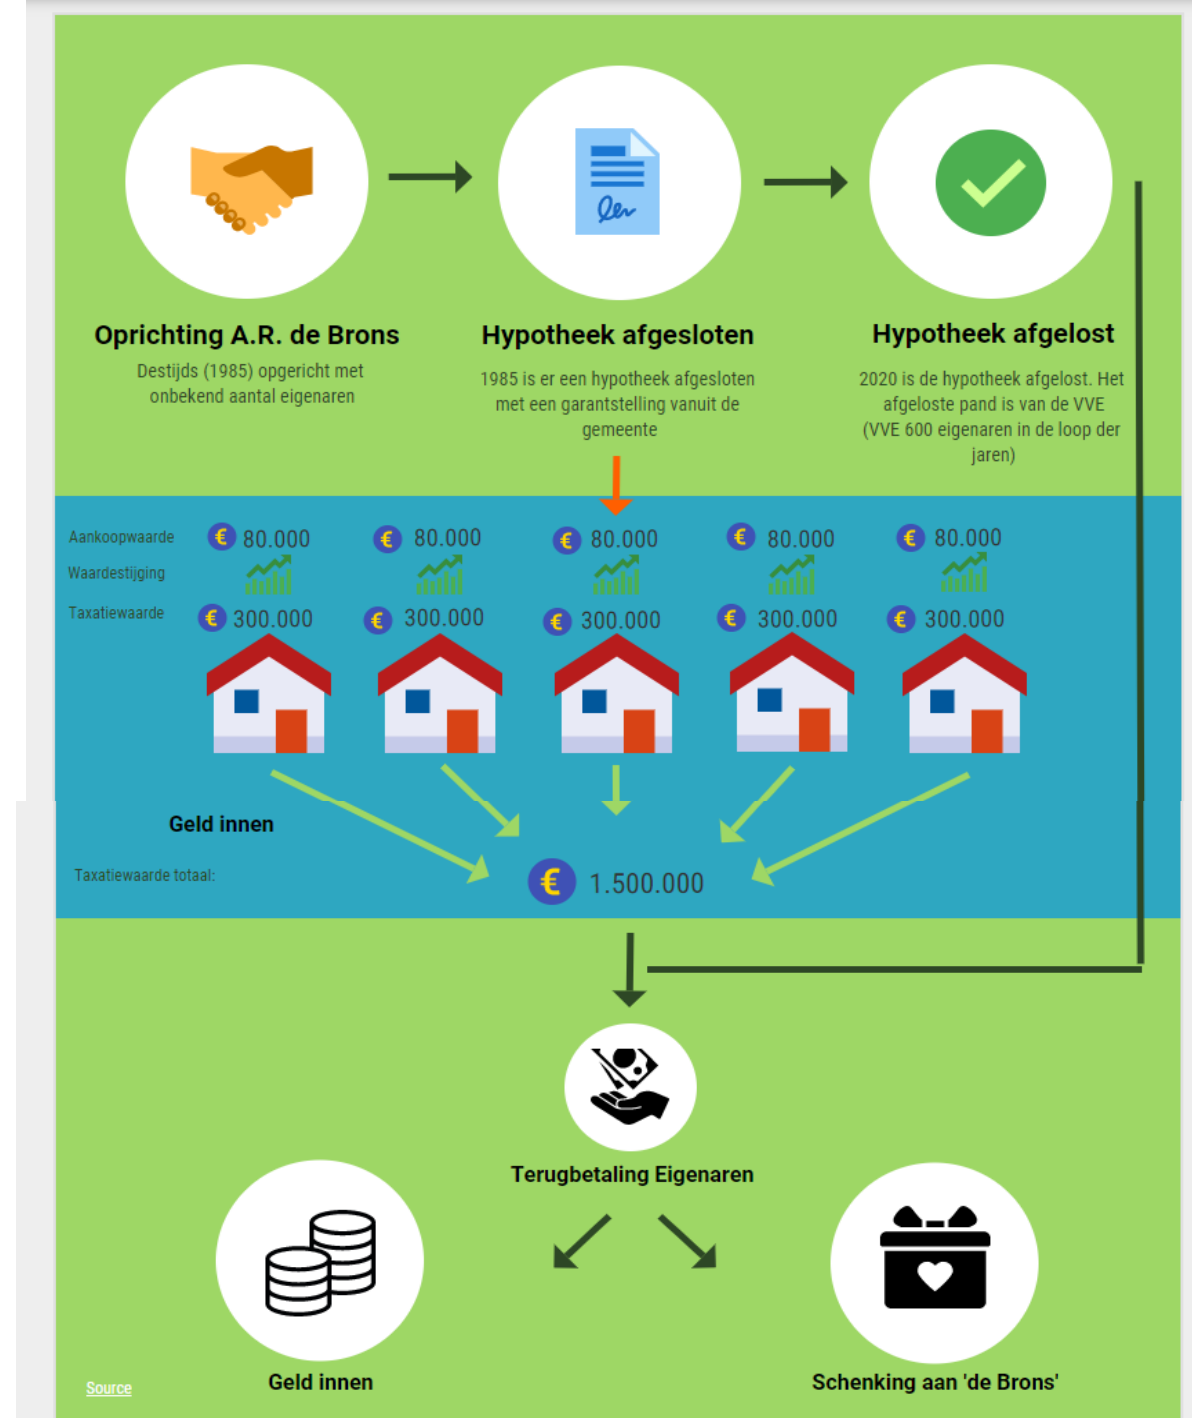 Oprichting A.R. de Brons
Destijds (1985) opgericht met
onbekend aantal eigenaren
Hypotheek afgesloten
1985 is er een hypotheek afgesloten
met een garantstelling vanuit de
gemeente
Hypotheek afgelost
2020 is de hypotheek afgelost. Het
afgeloste pand is van de VVE
(VVE 600 eigenaren in de loop der
jaren)
Aankoopwaarde € 80.000 € 80.000 € 80.000 € 80.000 € 80.000
Waardestijging
Taxatiewaarde € 300.000 € 300.000 € 300.000 € 300.000 € 300.000
Geld innen
Taxatiewaarde totaal: € 1.500.000
Terugbetaling Eigenaren
Geld innen
Schenking aan 'de Brons'
Source